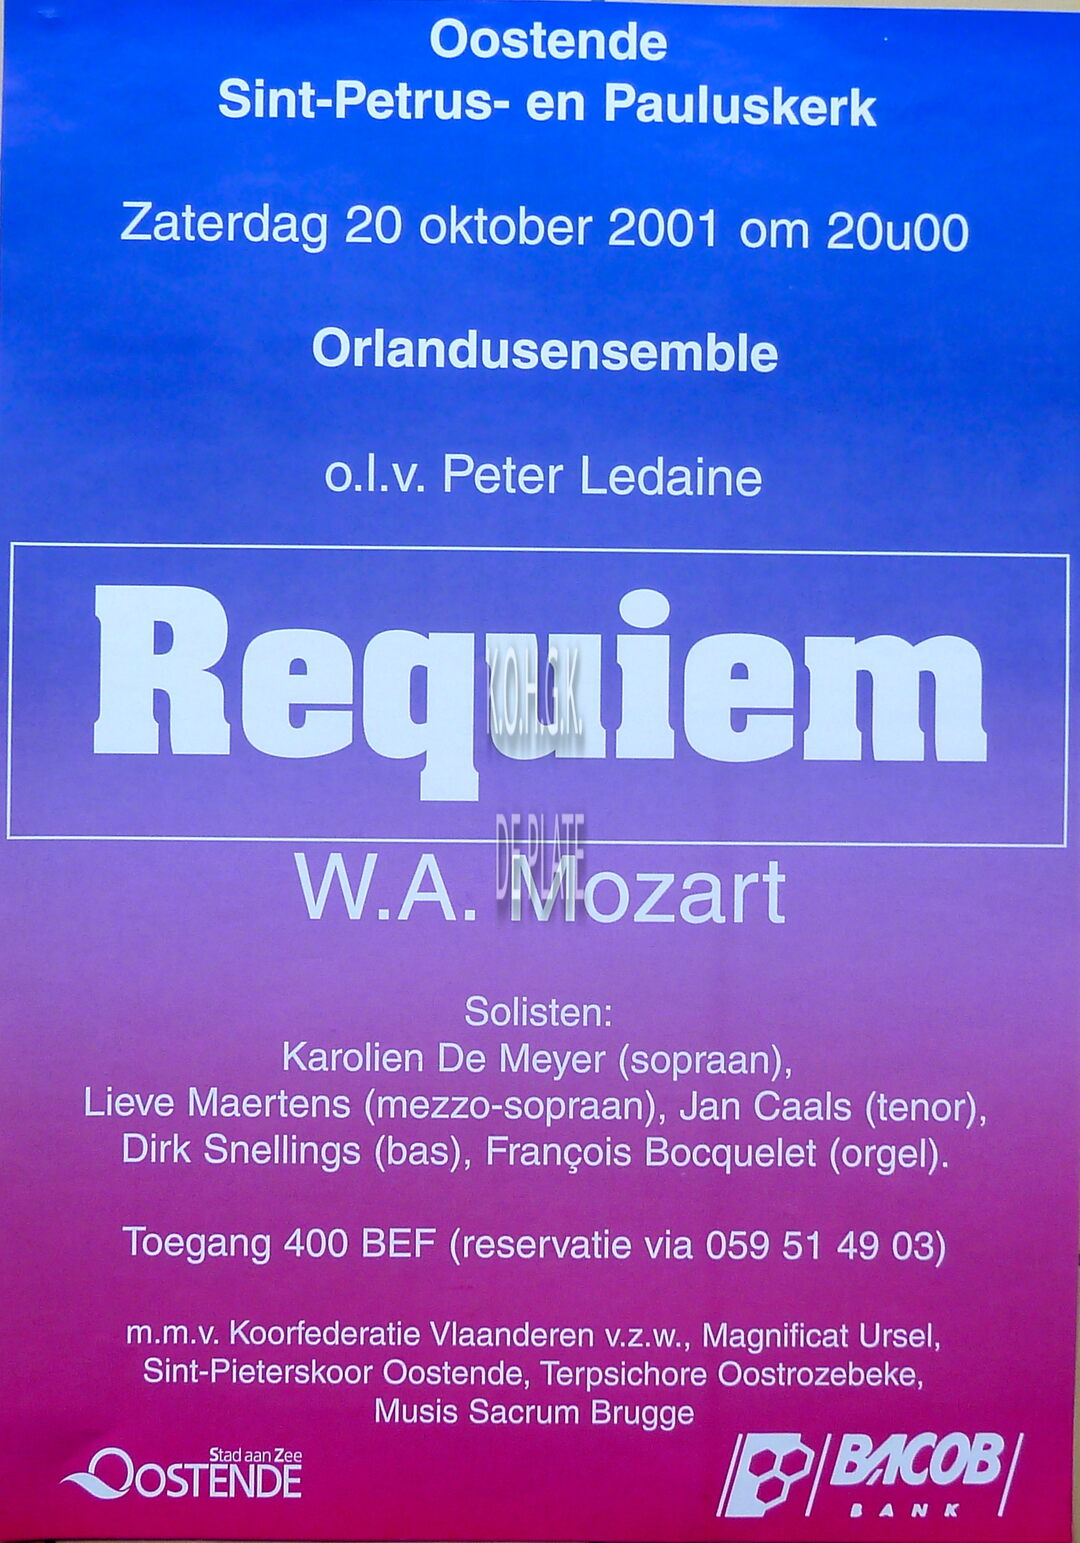 Oostende
Sint-Petrus- en Pauluskerk
Zaterdag 20 oktober 2001 om 20u00
Orlandusensemble
o.l.v. Peter Ledaine
Requiem
K.O.H.G.K.
DE PLATE
W.A. Mozart
Solisten:
Karolien De Meyer (sopraan),
Lieve Maertens (mezzo-sopraan), Jan Caals (tenor),
Dirk Snellings (bas), François Bocquelet (orgel).
Toegang 400 BEF (reservatie via 059 51 49 03)
m.m.v. Koorfederatie Vlaanderen v.z.w., Magnificat Ursel,
Sint-Pieterskoor Oostende, Terpsichore Oostrozebeke,
Musis Sacrum Brugge
Stad aan Zee
OOSTENDE
BACOB
BANK